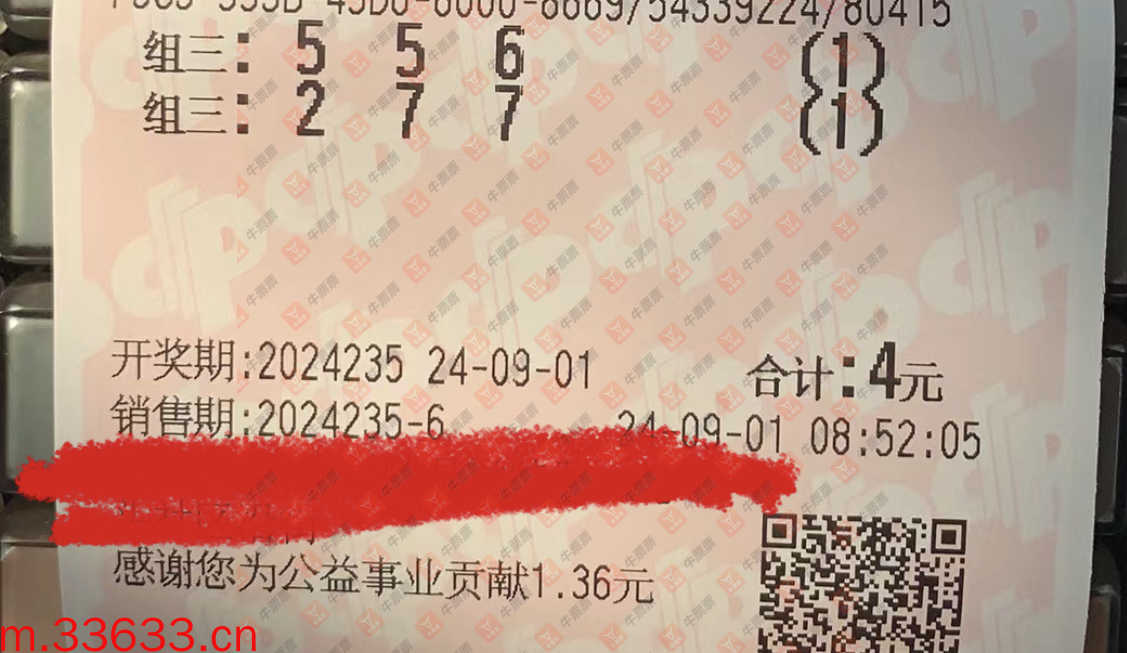 组三: 5 5 6 (1)
组三: 2 7 7 (1)
开奖期:2024235 24-09-01 合计:4元
销售期:2024235-6 24-09-01 08:52:05
感谢您为公益事业贡献1.36元
m.33633.cn